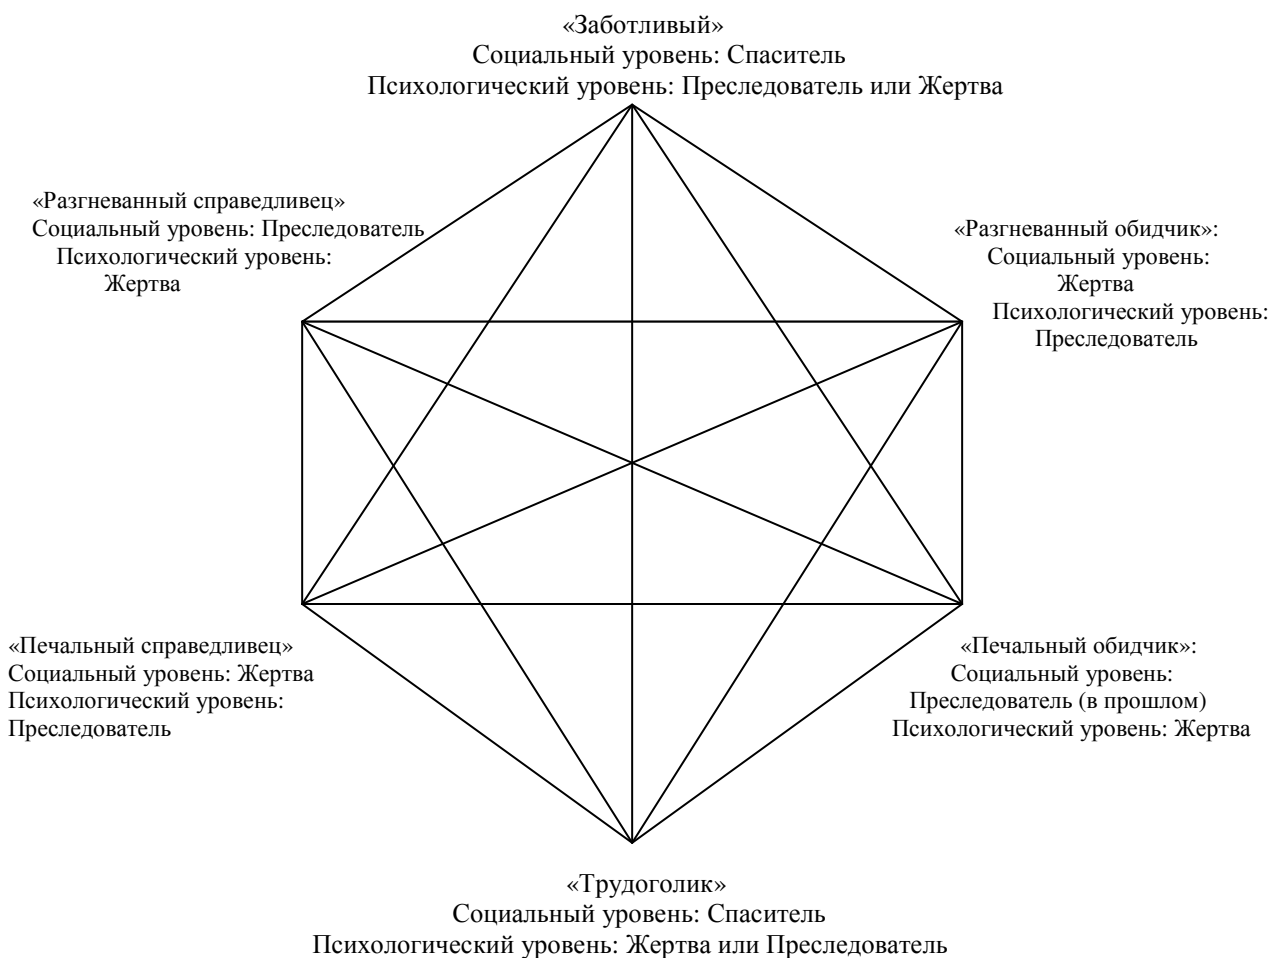 «Заботливый»
Социальный уровень: Спаситель
Психологический уровень: Преследователь или Жертва
«Разгневанный справедливец»
Социальный уровень: Преследователь
Психологический уровень:
Жертва
«Разгневанный обидчик»:
Социальный уровень:
Жертва
Психологический уровень:
Преследователь
«Печальный справедливец»
Социальный уровень: Жертва
Психологический уровень:
Преследователь
«Печальный обидчик»:
Социальный уровень:
Преследователь (в прошлом)
Психологический уровень: Жертва
«Трудоголик»
Социальный уровень: Спаситель
Психологический уровень: Жертва или Преследователь